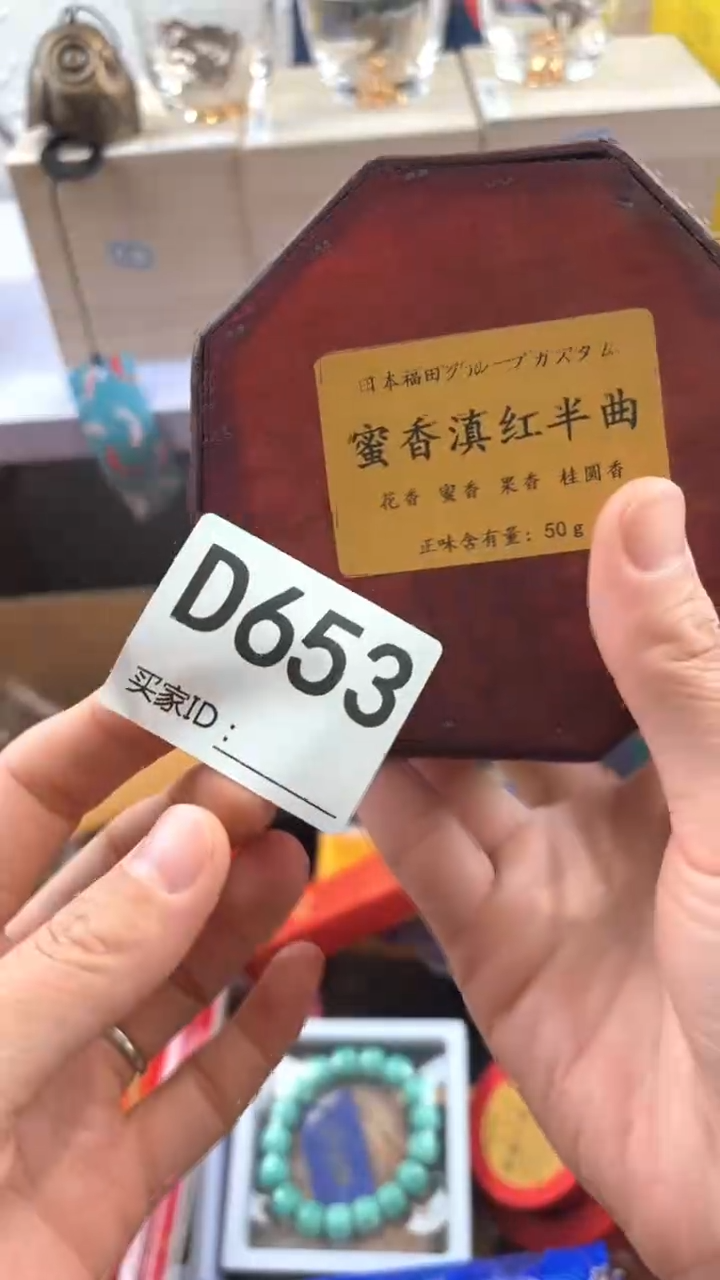 日本福田グループカスタム
蜜香滇红半曲
花香 蜜香 果香 桂圓香
正味含有量：50g
D653
买家ID：